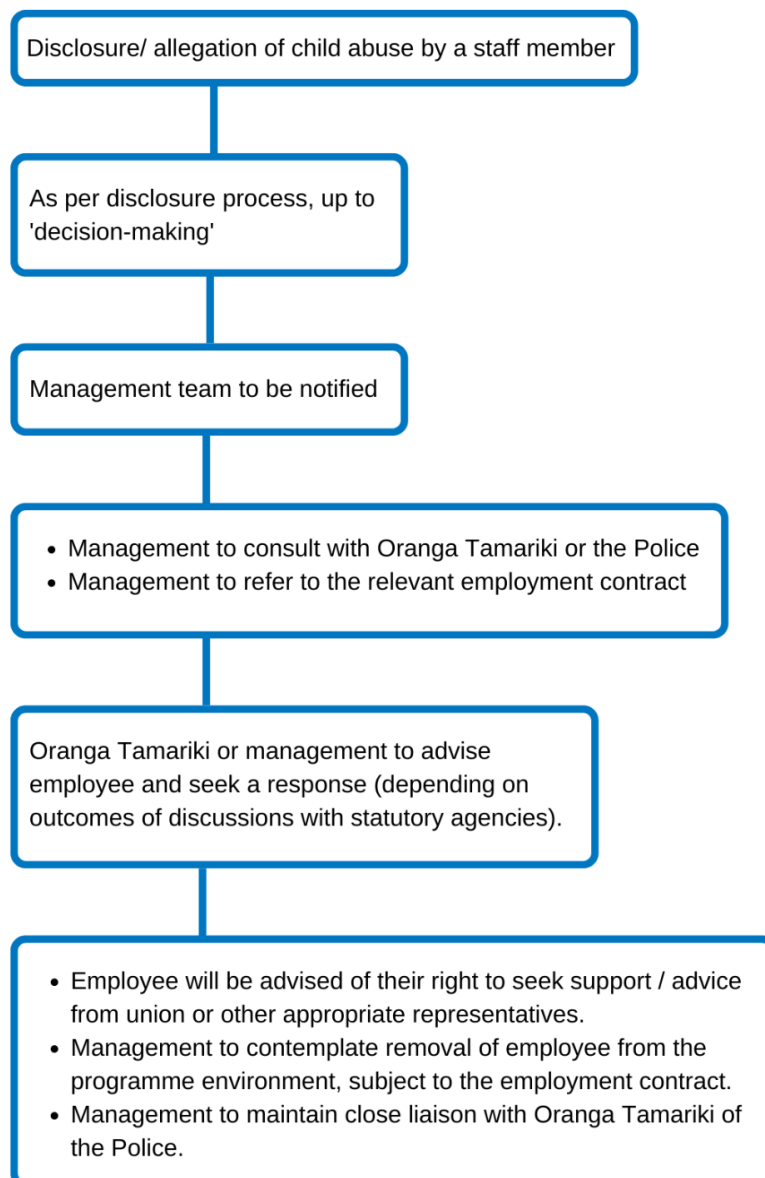 Disclosure/ allegation of child abuse by a staff member
As per disclosure process, up to
'decision-making'
Management team to be notified
• Management to consult with Oranga Tamariki or the Police
• Management to refer to the relevant employment contract
Oranga Tamariki or management to advise
employee and seek a response (depending on
outcomes of discussions with statutory agencies).
• Employee will be advised of their right to seek support / advice
from union or other appropriate representatives.
• Management to contemplate removal of employee from the
programme environment, subject to the employment contract.
• Management to maintain close liaison with Oranga Tamariki of
the Police.